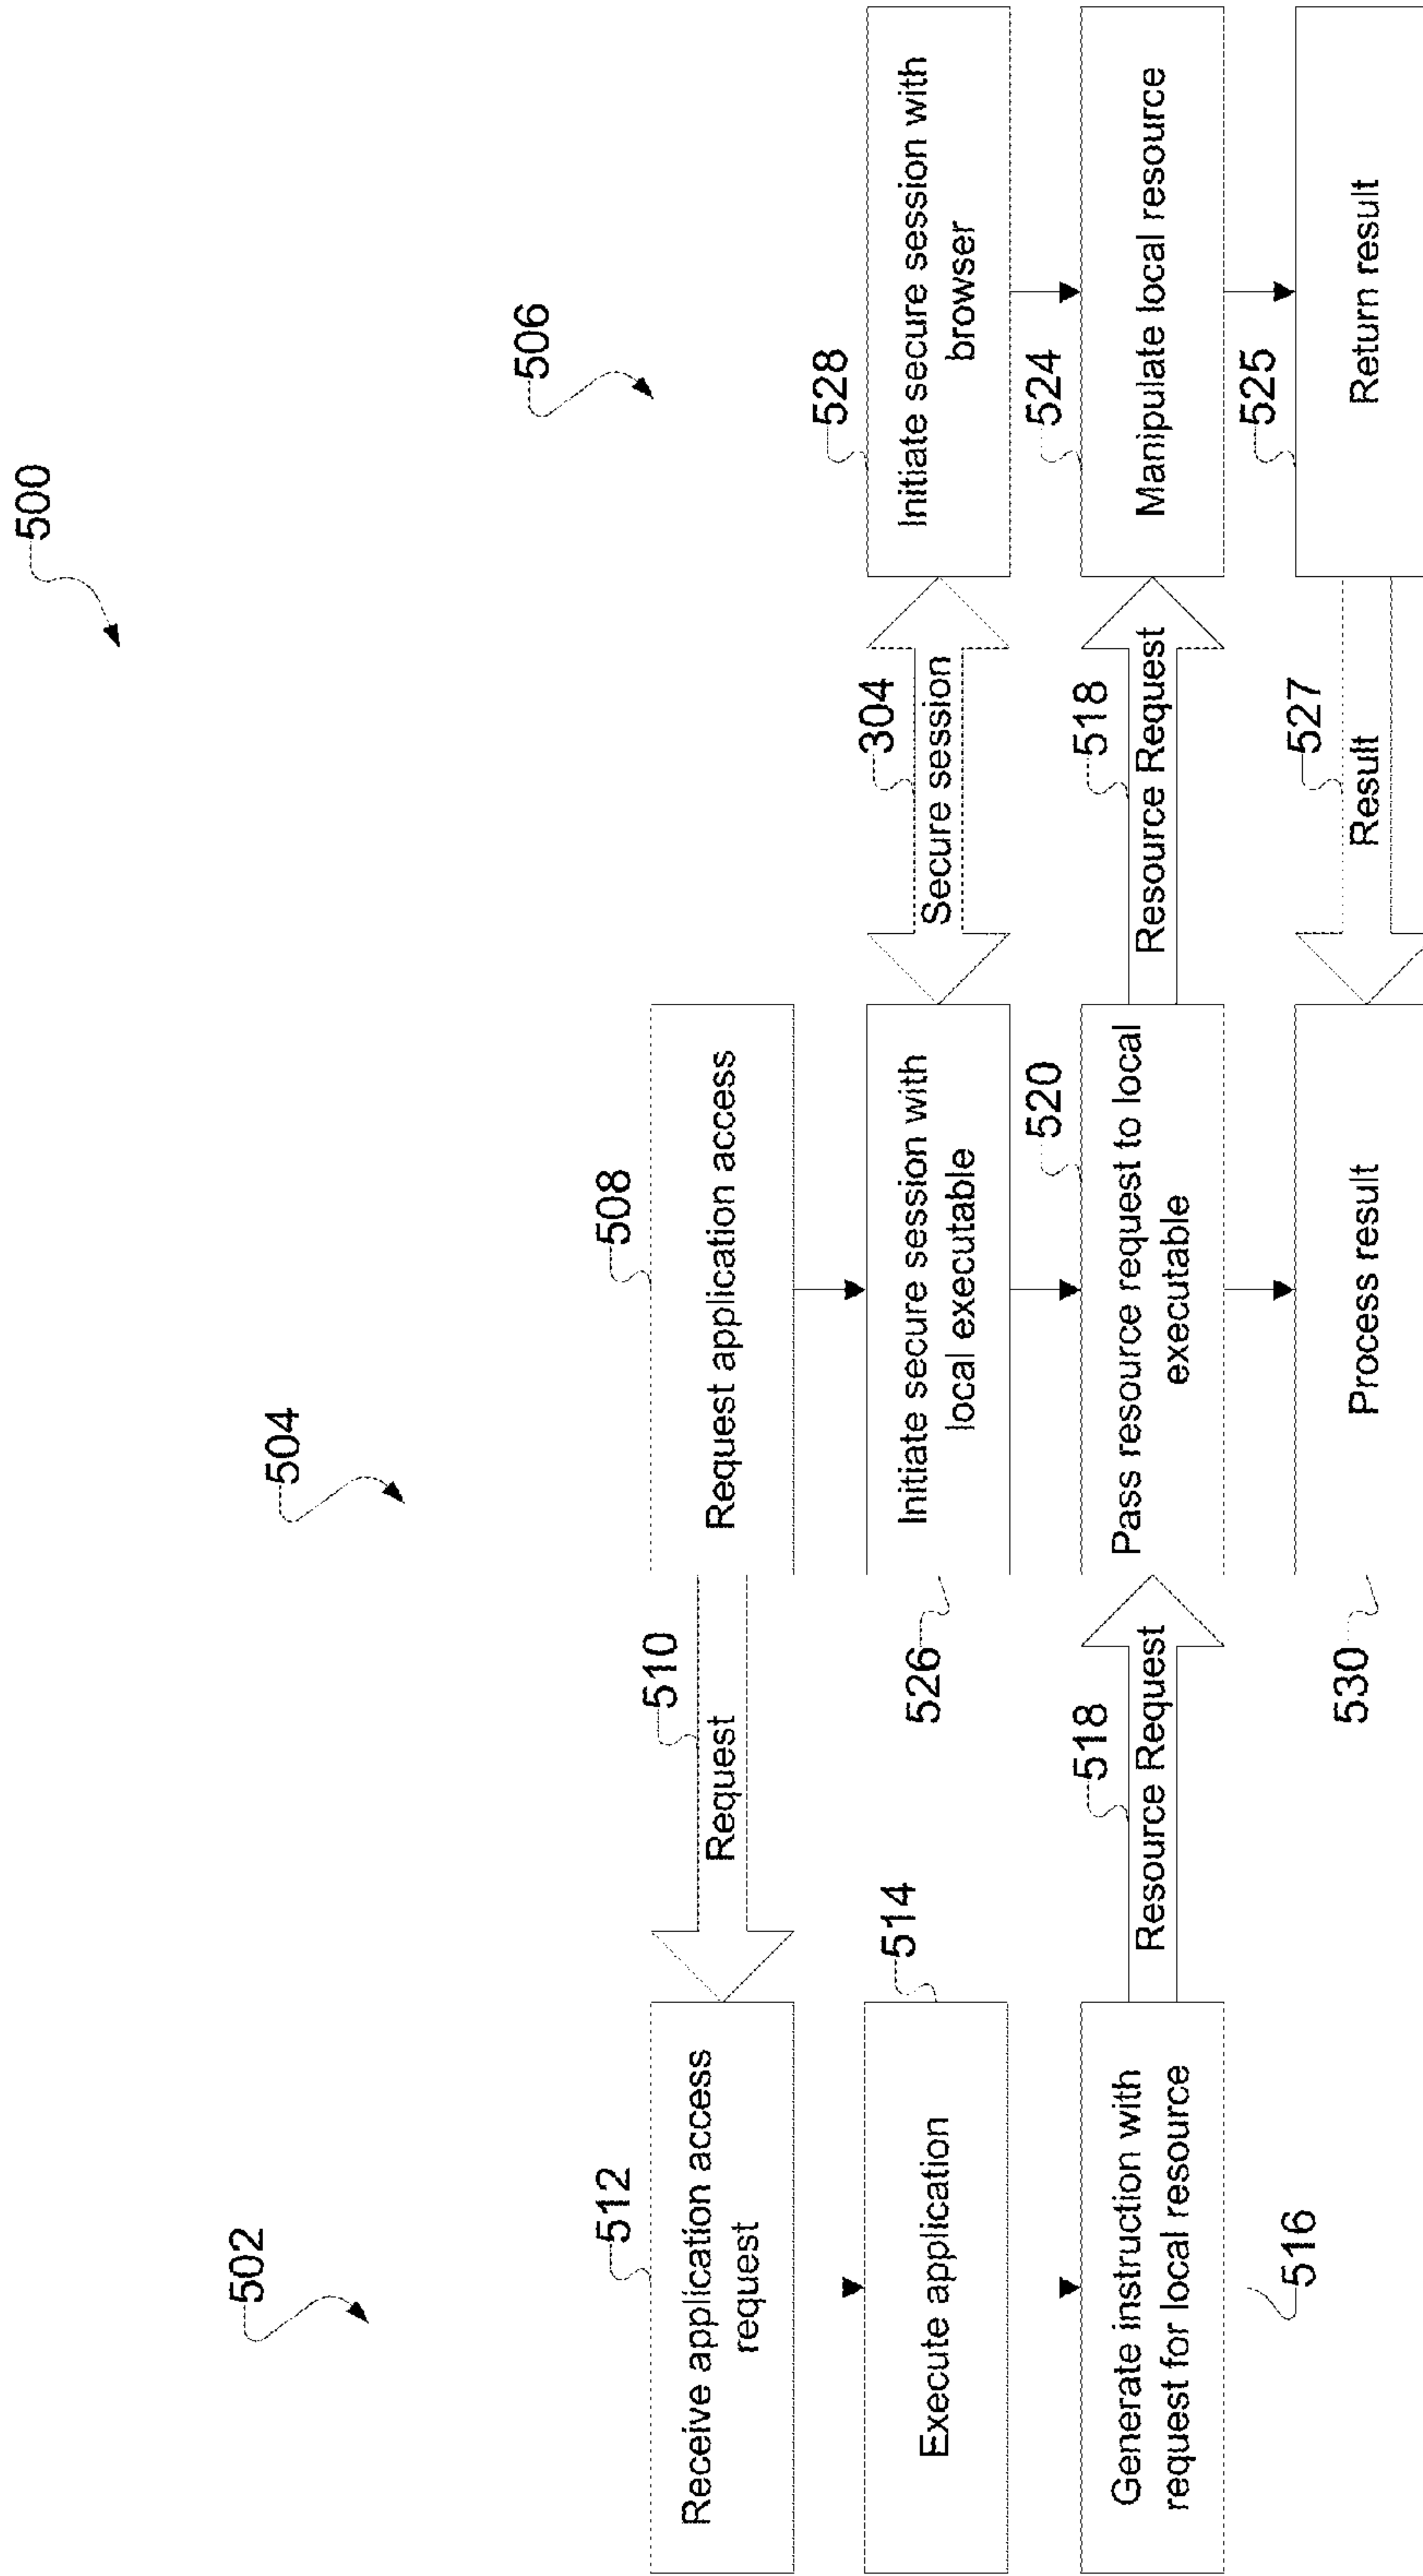 500
502
504
506
512
Receive application access
request
510
Request
508
Request application access
514
Execute application
526
Initiate secure session with
local executable
304
Secure session
528
Initiate secure session with
browser
516
Generate instruction with
request for local resource
518
Resource Request
520
Pass resource request to local
executable
518
Resource Request
524
Manipulate local resource
530
Process result
527
Result
525
Return result